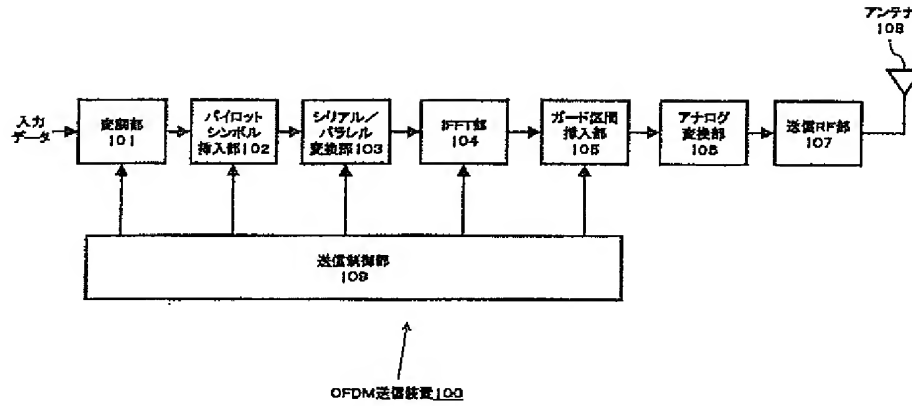 アンテナ
108
入力
データ
変調部
101
パイロット
シンボル
挿入部102
シリアル／
パラレル
変換部103
IFFT部
104
ガード区間
挿入部
105
アナログ
変換部
106
送信RF部
107
送信制御部
109
OFDM送信装置100